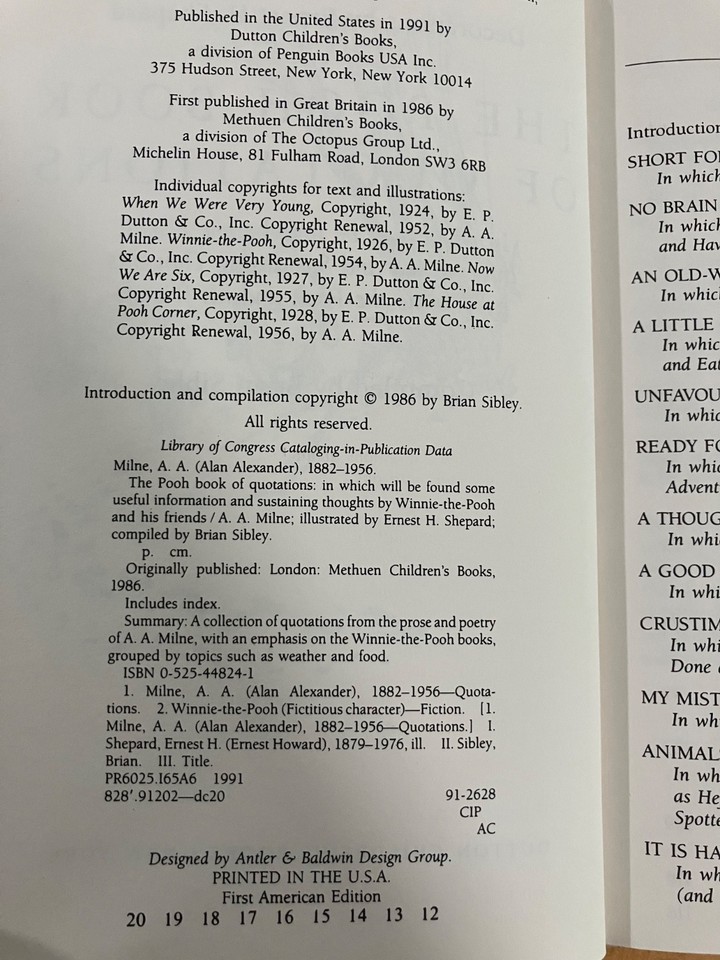 Published in the United States in 1991 by
Dutton Children's Books,
a division of Penguin Books USA Inc.
375 Hudson Street, New York, New York 10014
First published in Great Britain in 1986 by
Methuen Children's Books,
a division of The Octopus Group Ltd.,
Michelin House, 81 Fulham Road, London SW3 6RB
Individual copyrights for text and illustrations:
When We Were Very Young, Copyright, 1924, by E. P.
Dutton & Co., Inc. Copyright Renewal, 1952, by A. A.
Milne. Winnie-the-Pooh, Copyright, 1926, by E. P. Dutton
& Co., Inc. Copyright Renewal, 1954, by A. A. Milne. Now
We Are Six, Copyright, 1927, by E. P. Dutton & Co., Inc.
Copyright Renewal, 1955, by A. A. Milne. The House at
Pooh Corner, Copyright, 1928, by E. P. Dutton & Co., Inc.
Copyright Renewal, 1956, by A. A. Milne.
Introduction and compilation copyright © 1986 by Brian Sibley.
All rights reserved.
Library of Congress Cataloging-in-Publication Data
Milne, A. A. (Alan Alexander), 1882–1956.
The Pooh book of quotations: in which will be found some
useful information and sustaining thoughts by Winnie-the-Pooh
and his friends / A. A. Milne; illustrated by Ernest H. Shepard;
compiled by Brian Sibley.
p. cm.
Originally published: London: Methuen Children's Books,
1986.
Includes index.
Summary: A collection of quotations from the prose and poetry
of A. A. Milne, with an emphasis on the Winnie-the-Pooh books,
grouped by topics such as weather and food.
ISBN 0-525-44824-1
1. Milne, A. A. (Alan Alexander), 1882–1956—Quota-
tions. 2. Winnie-the-Pooh (Fictitious character)—Fiction. [1.
Milne, A. A. (Alan Alexander), 1882–1956—Quotations.] I.
Shepard, Ernest H. (Ernest Howard), 1879–1976, ill. II. Sibley,
Brian. III. Title.
PR6025.I65A6 1991
828'.91202—dc20 91-2628
CIP
AC
Designed by Antler & Baldwin Design Group.
PRINTED IN THE U.S.A.
First American Edition
20 19 18 17 16 15 14 13 12
Introduction
SHORT FO
In which
NO BRAIN
In which
and Hav
AN OLD-W
In whic
A LITTLE
In whic
and Eat
UNFAVOU
In whic
READY FO
In whic
Advent
A THOUG
In whi
A GOOD
In whi
CRUSTIM
In whi
Done
MY MIST
In wh
ANIMAL
In wh
as He
Spotte
IT IS HA
In wh
(and